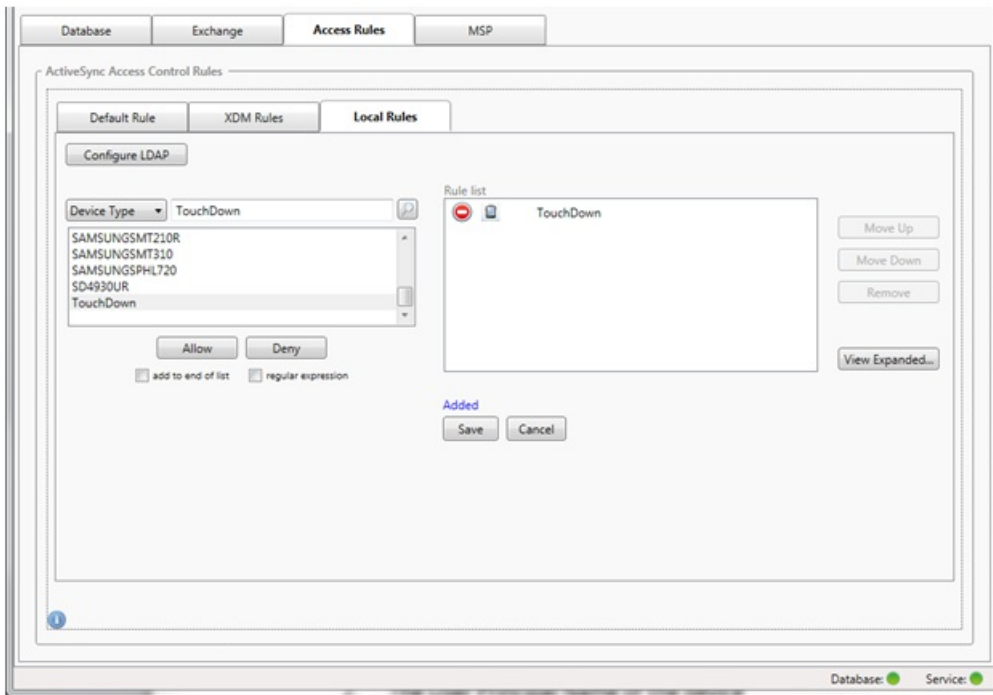 Database Exchange Access Rules MSP
ActiveSync Access Control Rules
Default Rule XDM Rules Local Rules
Configure LDAP
Rule list
Device Type TouchDown
TouchDown
SAMSUNGSMT210R
SAMSUNGSMT310
SAMSUNGSPHL720
SD4930UR
TouchDown
Move Up
Move Down
Remove
Allow Deny
View Expanded...
add to end of list regular expression
Added
Save Cancel
Database: Service: